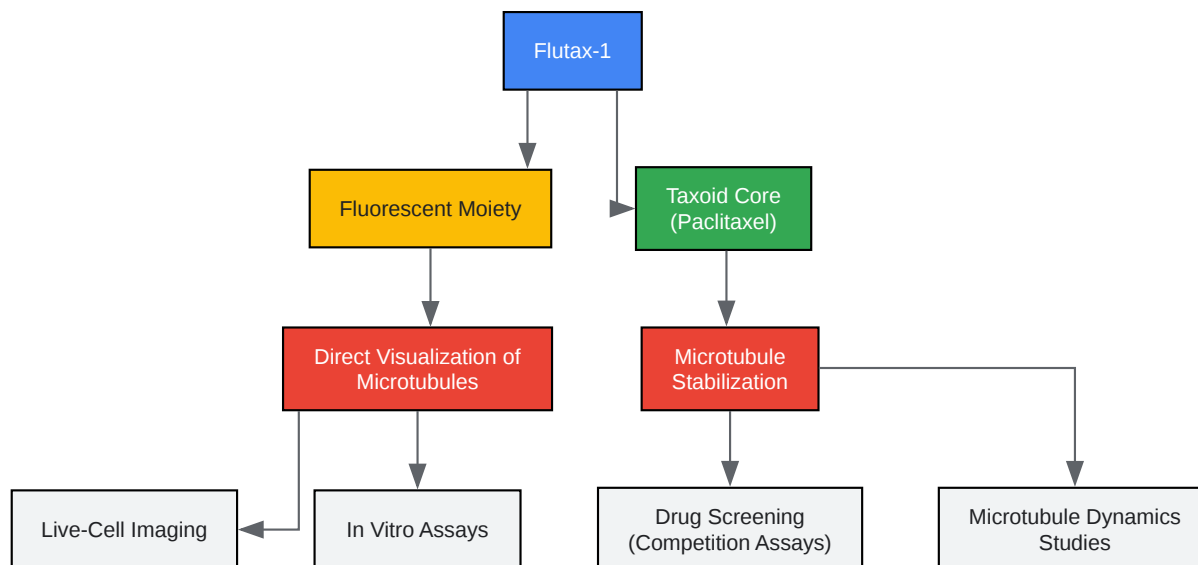 Flutax-1
Fluorescent Moiety
Taxoid Core
(Paclitaxel)
Direct Visualization of
Microtubules
Microtubule
Stabilization
Live-Cell Imaging
In Vitro Assays
Drug Screening
(Competition Assays)
Microtubule Dynamics
Studies